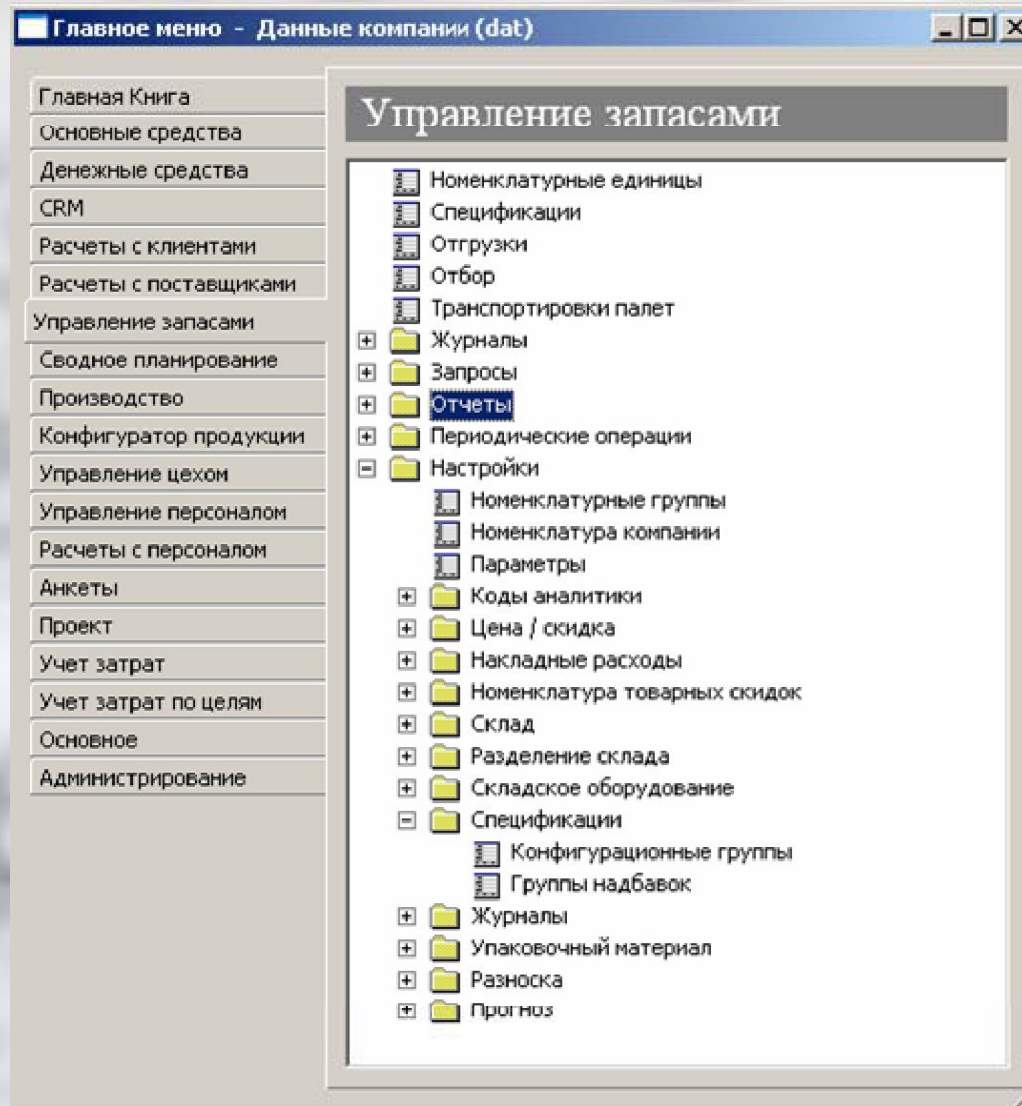 Главное меню - Данные компании (dat)
Главная Книга
Основные средства
Денежные средства
CRM
Расчеты с клиентами
Расчеты с поставщиками
Управление запасами
Сводное планирование
Производство
Конфигуратор продукции
Управление цехом
Управление персоналом
Расчеты с персоналом
Анкеты
Проект
Учет затрат
Учет затрат по целям
Основное
Администрирование
Управление запасами
Номенклатурные единицы
Спецификации
Отгрузки
Отбор
Транспортировки палет
Журналы
Запросы
Отчеты
Периодические операции
Настройки
Номенклатурные группы
Номенклатура компании
Параметры
Коды аналитики
Цена / скидка
Накладные расходы
Номенклатура товарных скидок
Склад
Разделение склада
Складское оборудование
Спецификации
Конфигурационные группы
Группы надбавок
Журналы
Упаковочный материал
Разноска
Прогноз